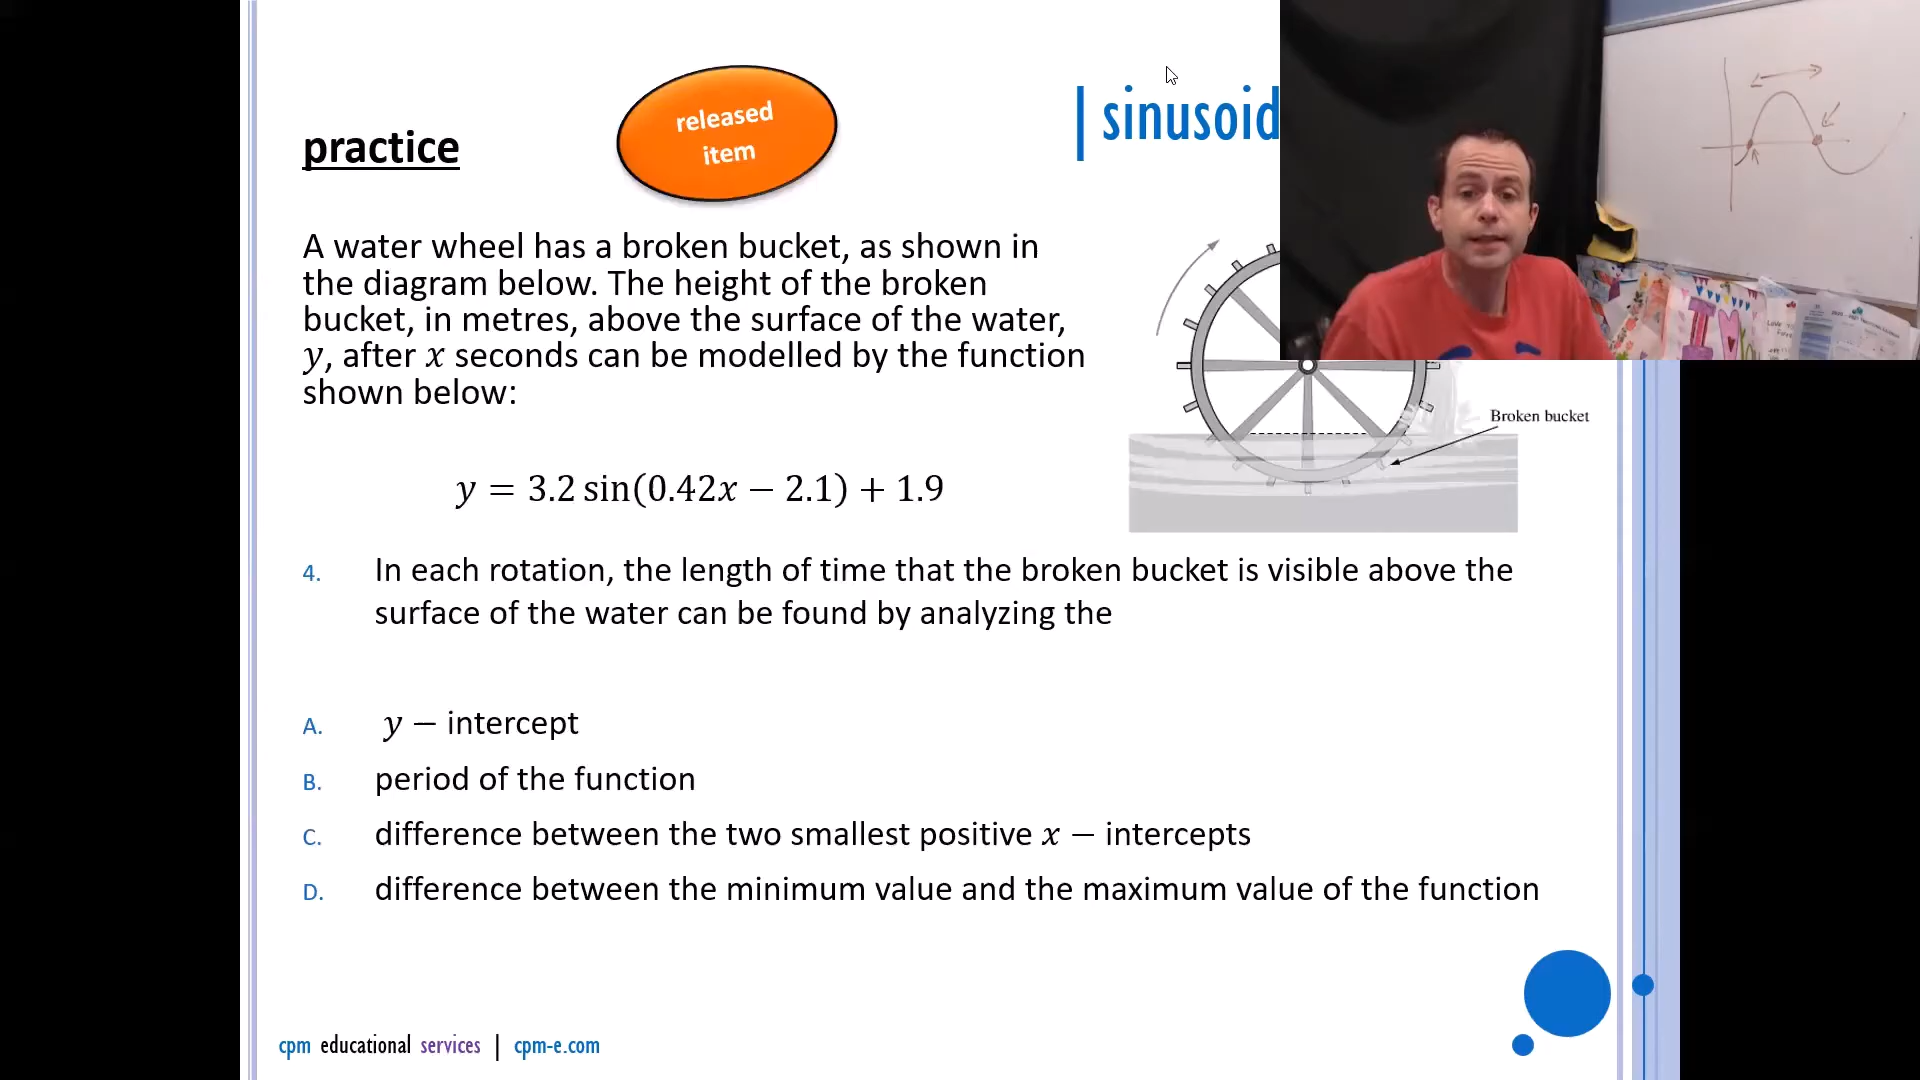 practice
released
item
| sinusoid
A water wheel has a broken bucket, as shown in
the diagram below. The height of the broken
bucket, in metres, above the surface of the water,
y, after x seconds can be modelled by the function
shown below:
y = 3.2 sin(0.42x − 2.1) + 1.9
Broken bucket
4. In each rotation, the length of time that the broken bucket is visible above the
surface of the water can be found by analyzing the
A. y − intercept
B. period of the function
C. difference between the two smallest positive x − intercepts
D. difference between the minimum value and the maximum value of the function
cpm educational services | cpm-e.com